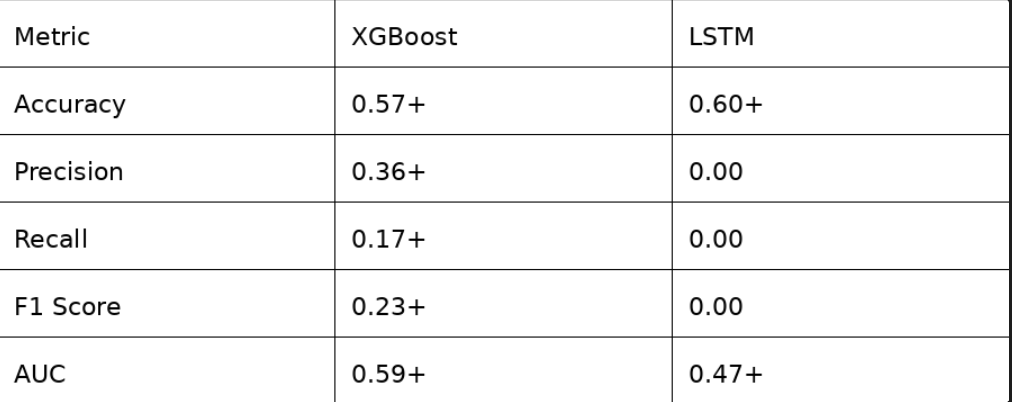 Metric XGBoost LSTM
Accuracy 0.57+ 0.60+
Precision 0.36+ 0.00
Recall 0.17+ 0.00
F1 Score 0.23+ 0.00
AUC 0.59+ 0.47+